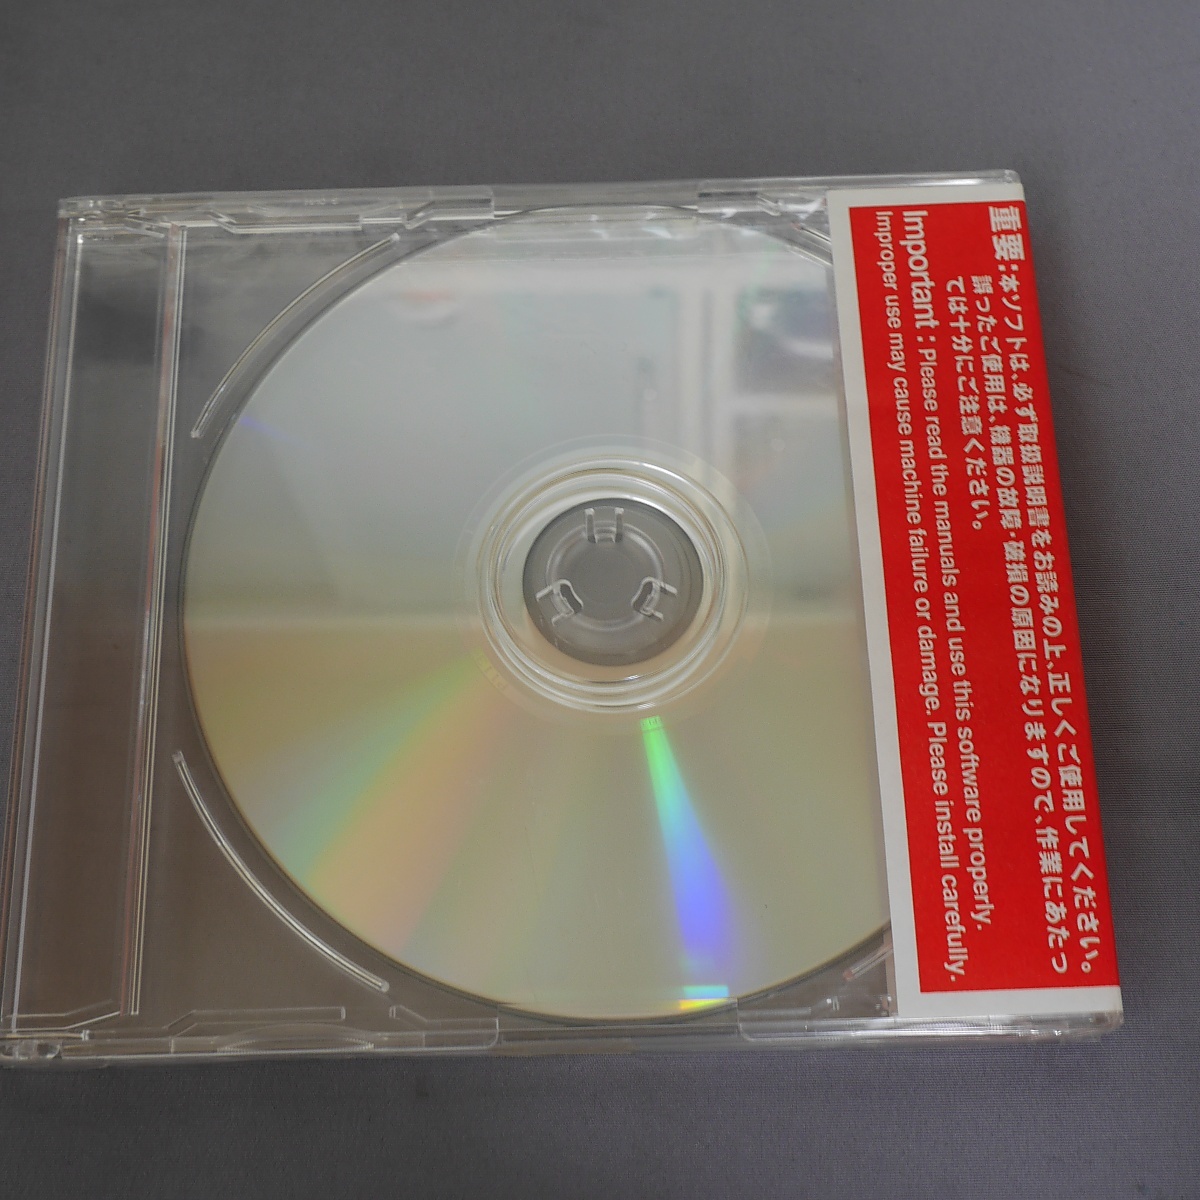 重要：本ソフトは、必ず取扱説明書をお読みの上、正しくご使用してください。
誤ったご使用は、機器の故障・破損の原因になりますので、作業にあたっ
ては十分にご注意ください。
Important : Please read the manuals and use this software properly.
Improper use may cause machine failure or damage. Please install carefully.